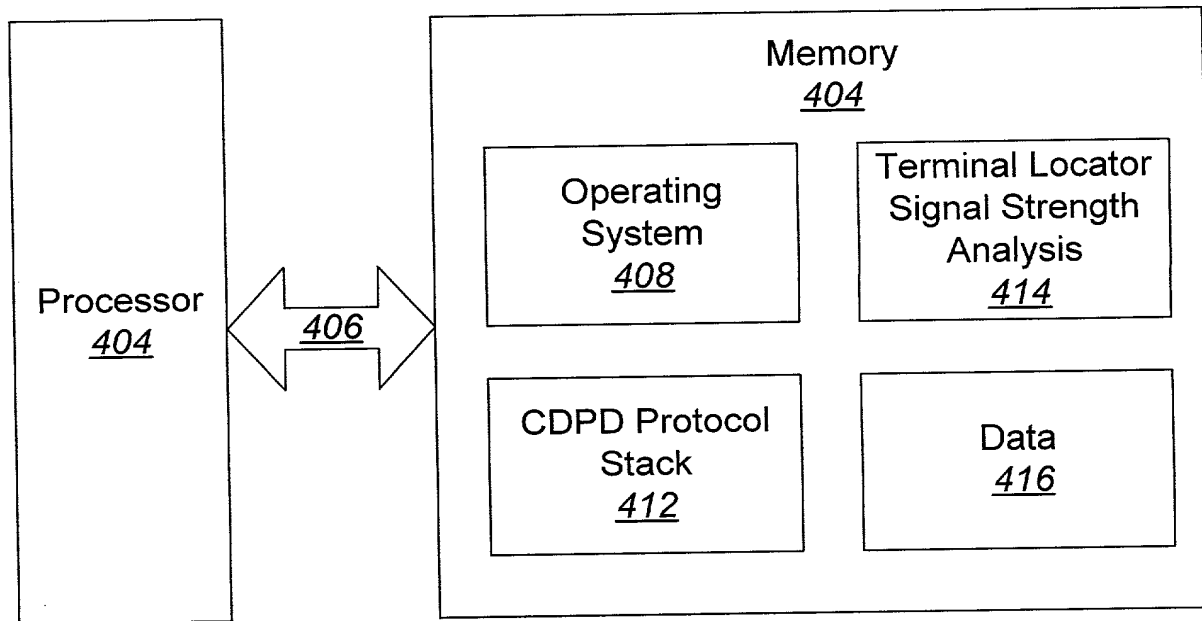 Processor
404
406
Memory
404
Operating
System
408
Terminal Locator
Signal Strength
Analysis
414
CDPD Protocol
Stack
412
Data
416